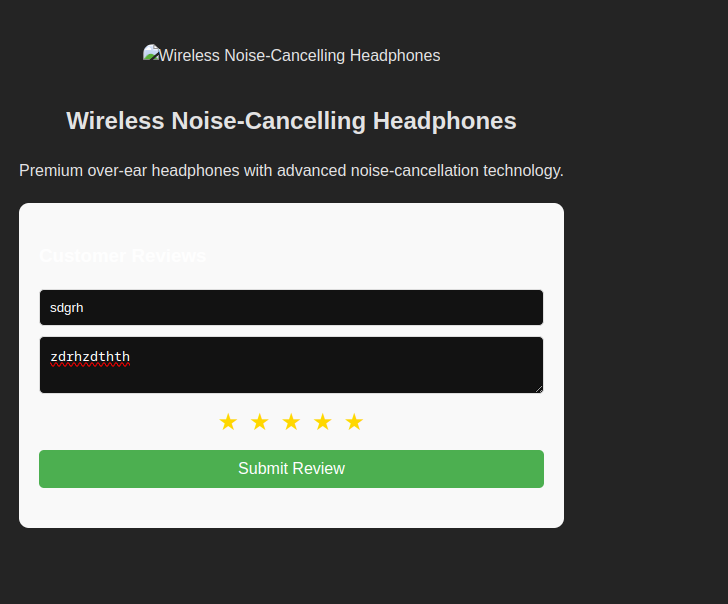 Wireless Noise-Cancelling Headphones
Wireless Noise-Cancelling Headphones
Premium over-ear headphones with advanced noise-cancellation technology.
Customer Reviews
sdgrh
zdrhzdthth
★ ★ ★ ★ ★
Submit Review